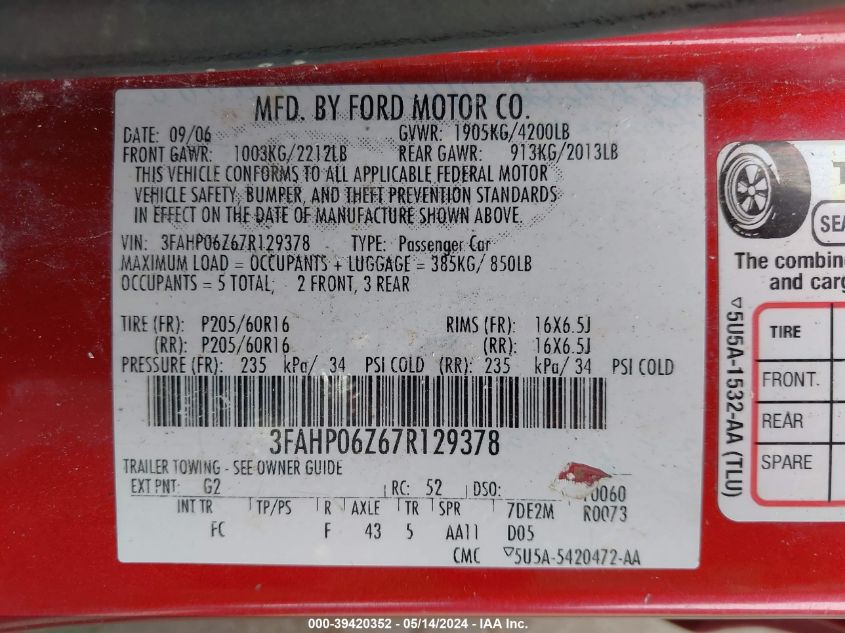 MFD. BY FORD MOTOR CO.
DATE: 09/06 GVWR: 1905KG/4200LB
FRONT GAWR: 1003KG/2212LB REAR GAWR: 913KG/2013LB
THIS VEHICLE CONFORMS TO ALL APPLICABLE FEDERAL MOTOR
VEHICLE SAFETY, BUMPER, AND THEFT PREVENTION STANDARDS
IN EFFECT ON THE DATE OF MANUFACTURE SHOWN ABOVE.
VIN: 3FAHP06Z67R129378 TYPE: Passenger Car
MAXIMUM LOAD = OCCUPANTS + LUGGAGE = 385KG/ 850LB
OCCUPANTS = 5 TOTAL, 2 FRONT, 3 REAR
TIRE (FR): P205/60R16 RIMS (FR): 16X6.5J
(RR): P205/60R16 (RR): 16X6.5J
PRESSURE (FR): 235 kPa/ 34 PSI COLD (RR): 235 kPa/ 34 PSI COLD
3FAHP06Z67R129378
TRAILER TOWING - SEE OWNER GUIDE
EXT PNT: G2 RC: 52 DSO: 0060
INT TR TP/PS R AXLE TR SPR 7DE2M R0073
FC F 43 5 AA11 D05
CMC ▽5U5A-5420472-AA
SEA
The combin
and carg
TIRE
FRONT.
REAR
SPARE
▽5U5A-1532-AA (TLU)
000-39420352 - 05/14/2024 - IAA Inc.